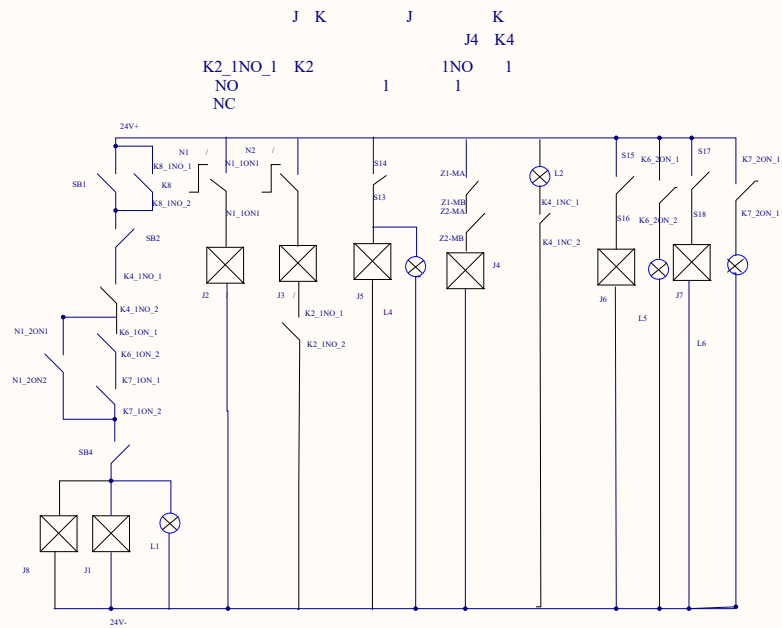 J K J K
J4 K4
K2_1NO_1 K2 1NO 1
NO 1 1
NC
24V+
N1 / N2 /
K8_1NO_1 N1_1ON1 S14 S15 K6_2ON_1 S17 K7_2ON_1
SB1 K8 Z1-MA L2
K8_1NO_2 S13 Z1-MB K4_1NC_1
N1_1ON1 Z2-MA S16 K6_2ON_2 S18 K7_2ON_1
SB2 Z2-MB K4_1NC_2
K4_1NO_1 J4
J2 / J3 / J5 J6 J7
K4_1NO_2 K2_1NO_1 L4 L5
N1_2ON1 K6_1ON_1
K6_1ON_2 K2_1NO_2 L6
N1_2ON2 K7_1ON_1
K7_1ON_2
SB4
L1
J8 J1
24V-